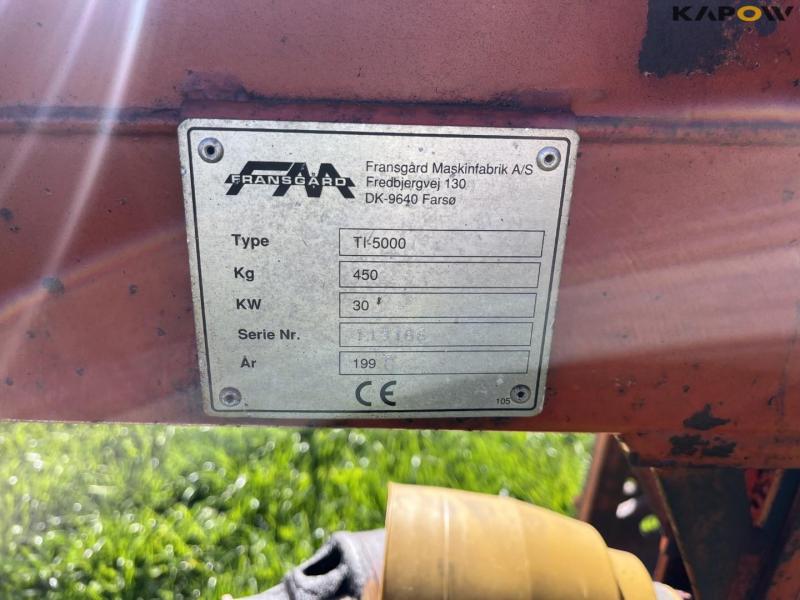 KAPOW
FM
FRANSGÅRD
Fransgård Maskinfabrik A/S
Fredbjergvej 130
DK-9640 Farsø
Type TI-5000
Kg 450
KW 30
Serie Nr.
År 199
CE
105